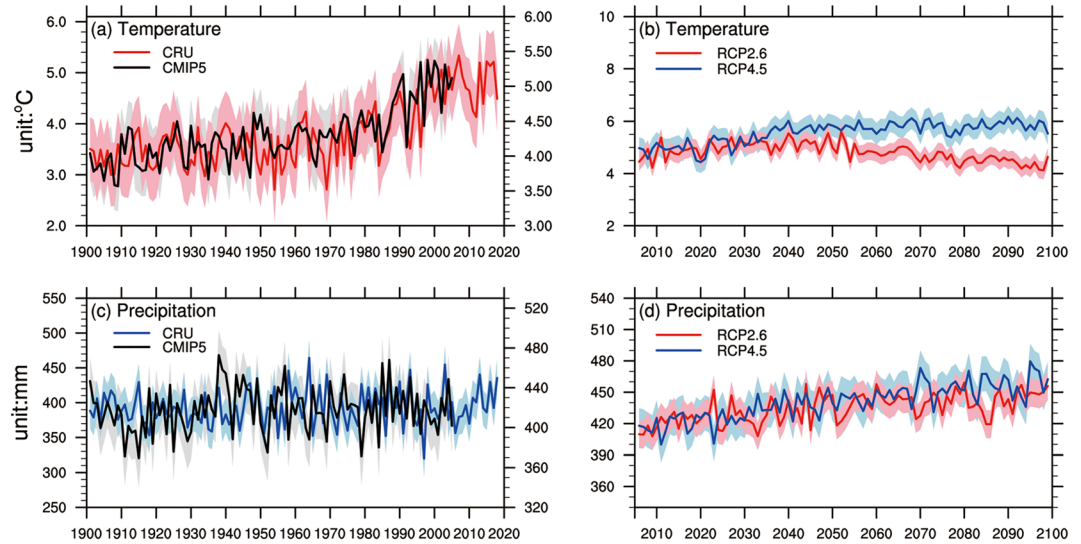 (a) Temperature
CRU
CMIP5
unit:°C
6.0
5.0
4.0
3.0
2.0
6.00
5.50
5.00
4.50
4.00
3.50
3.00
1900 1910 1920 1930 1940 1950 1960 1970 1980 1990 2000 2010 2020
(b) Temperature
RCP2.6
RCP4.5
10
8
6
4
2
2010 2020 2030 2040 2050 2060 2070 2080 2090 2100
(c) Precipitation
CRU
CMIP5
unit:mm
550
500
450
400
350
300
250
520
480
440
400
360
320
1900 1910 1920 1930 1940 1950 1960 1970 1980 1990 2000 2010 2020
(d) Precipitation
RCP2.6
RCP4.5
540
510
480
450
420
390
360
2010 2020 2030 2040 2050 2060 2070 2080 2090 2100